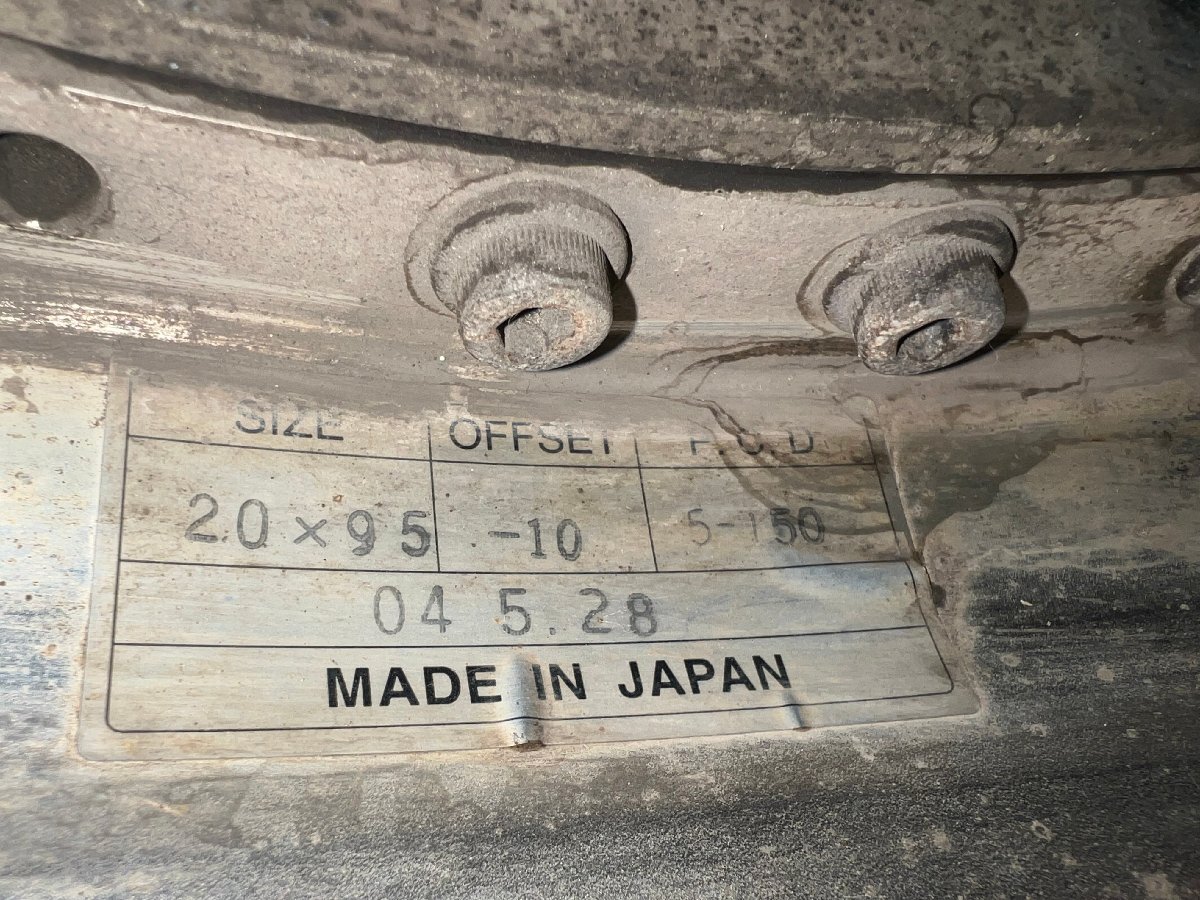 SIZE OFFSET P.C.D
20×95 -10 5-150
04 5.28
MADE IN JAPAN